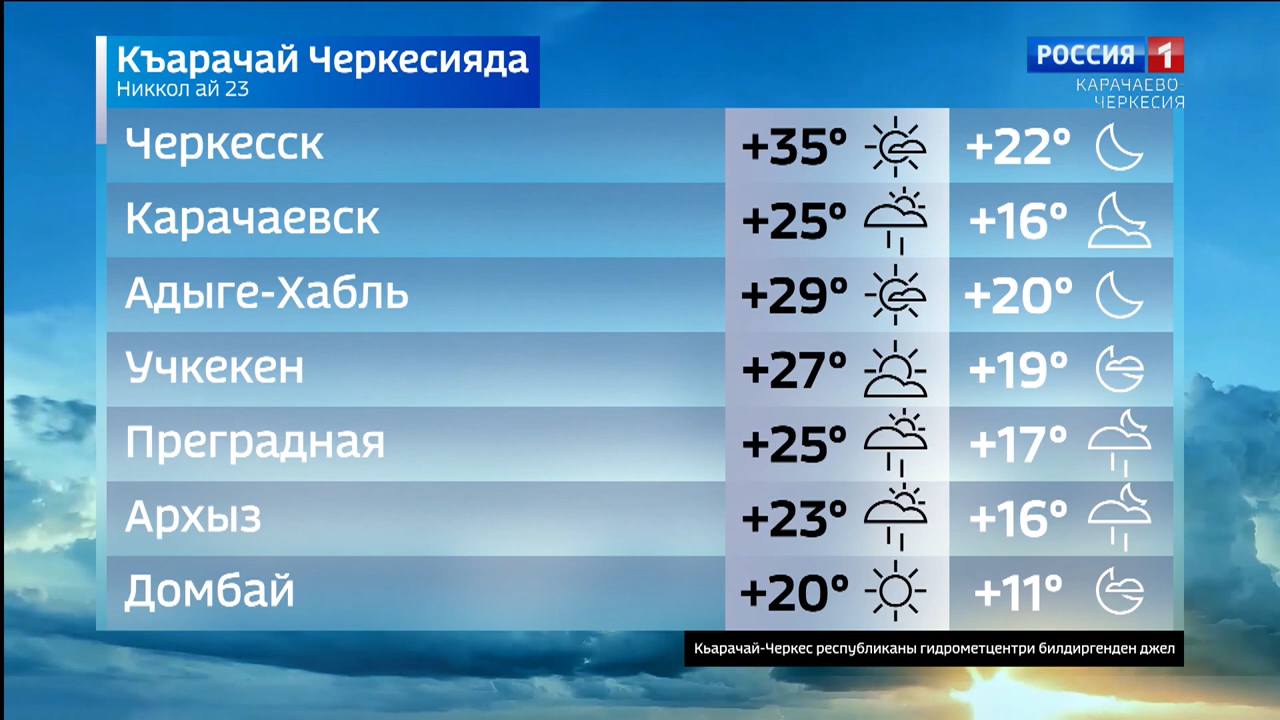 Къарачай Черкесияда
Никкол ай 23
РОССИЯ 1
КАРАЧАЕВО-
ЧЕРКЕСИЯ
Черкесск +35° +22°
Карачаевск +25° +16°
Адыге-Хабль +29° +20°
Учкекен +27° +19°
Преградная +25° +17°
Архыз +23° +16°
Домбай +20° +11°
Кьарачай-Черкес республиканы гидрометцентри билдиргенден джел